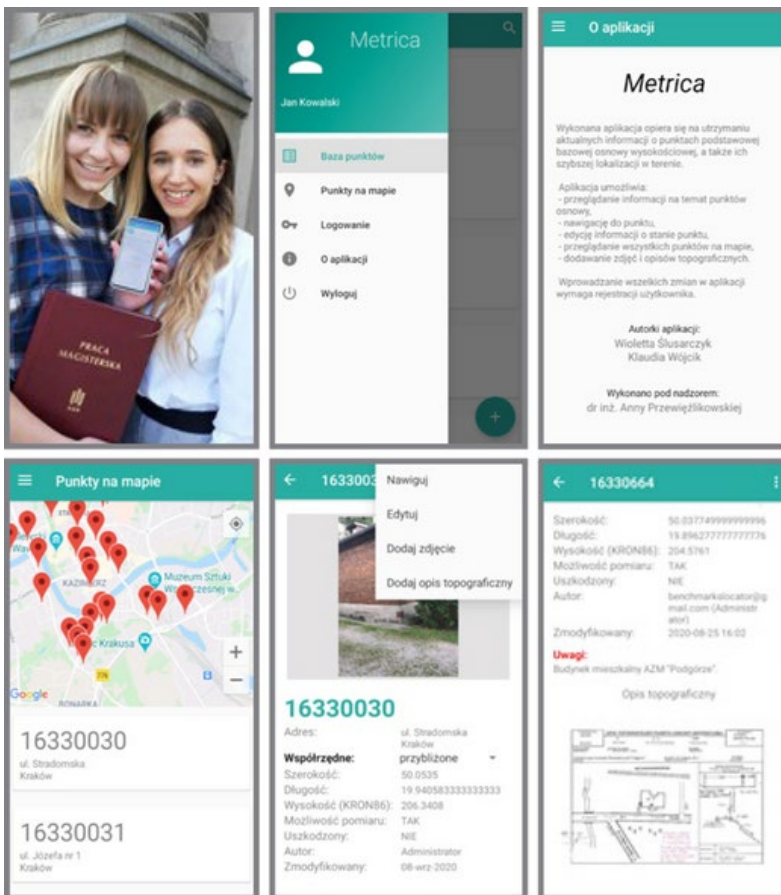 PRACA
MAGISTERSKA
Metrica
Jan Kowalski
Baza punktów
Punkty na mapie
Logowanie
O aplikacji
Wyloguj
O aplikacji
Metrica
Wykonana aplikacja opiera się na utrzymaniu
aktualnych informacji o punktach podstawowej
bazowej osnowy wysokościowej, a także ich
szybszej lokalizacji w terenie.
Aplikacja umożliwia:
- przeglądanie informacji na temat punktów
osnowy,
- nawigację do punktu,
- edycję informacji o stanie punktu,
- przeglądanie wszystkich punktów na mapie,
- dodawanie zdjęć i opisów topograficznych.
Wprowadzanie wszelkich zmian w aplikacji
wymaga rejestracji użytkownika.
Autorki aplikacji:
Wioletta Ślusarczyk
Klaudia Wójcik
Wykonano pod nadzorem:
dr inż. Anny Przewięźlikowskiej
Punkty na mapie
KAZIMIERZ
Muzeum Sztuki
Krakusa
776
Google
16330030
ul. Stradomska
Kraków
16330031
ul. Józefa nr 1
Kraków
1633003
Nawiguj
Edytuj
Dodaj zdjęcie
Dodaj opis topograficzny
16330030
Adres: ul. Stradomska
Kraków
Współrzędne: przybliżone
Szerokość: 50.0535
Długość: 19.940583333333333
Wysokość (KRON86): 206.3408
Możliwość pomiaru: TAK
Uszkodzony: NIE
Autor: Administrator
Zmodyfikowany: 08-wrz-2020
16330664
Szerokość: 50.037749999999996
Długość: 19.896277777777776
Wysokość (KRON86): 204.5761
Możliwość pomiaru: TAK
Uszkodzony: NIE
Autor: benchmarkslocator@g
mail.com (Administr
ator)
Zmodyfikowany: 2020-08-25 16:02
Uwagi:
Budynek mieszkalny AZM "Podgórze".
Opis topograficzny